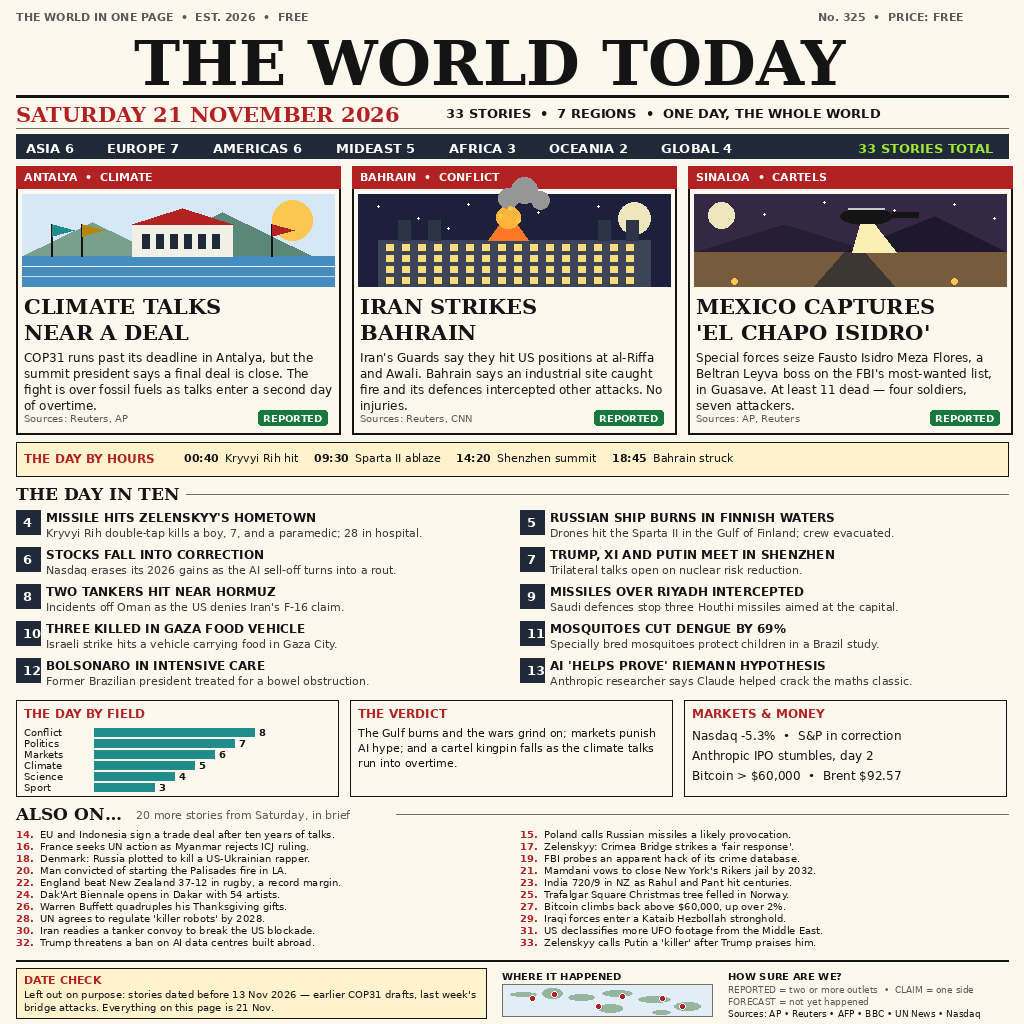 THE WORLD IN ONE PAGE • EST. 2026 • FREE
No. 325 • PRICE: FREE
THE WORLD TODAY
SATURDAY 21 NOVEMBER 2026
33 STORIES • 7 REGIONS • ONE DAY, THE WHOLE WORLD
ASIA 6 EUROPE 7 AMERICAS 6 MIDEAST 5 AFRICA 3 OCEANIA 2 GLOBAL 4 33 STORIES TOTAL
ANTALYA • CLIMATE
CLIMATE TALKS
NEAR A DEAL
COP31 runs past its deadline in Antalya, but the
summit president says a final deal is close. The
fight is over fossil fuels as talks enter a second day
of overtime.
Sources: Reuters, AP
REPORTED
BAHRAIN • CONFLICT
IRAN STRIKES
BAHRAIN
Iran's Guards say they hit US positions at al-Riffa
and Awali. Bahrain says an industrial site caught
fire and its defences intercepted other attacks. No
injuries.
Sources: Reuters, CNN
REPORTED
SINALOA • CARTELS
MEXICO CAPTURES
'EL CHAPO ISIDRO'
Special forces seize Fausto Isidro Meza Flores, a
Beltran Leyva boss on the FBI's most-wanted list,
in Guasave. At least 11 dead — four soldiers,
seven attackers.
Sources: AP, Reuters
REPORTED
THE DAY BY HOURS 00:40 Kryvyi Rih hit 09:30 Sparta II ablaze 14:20 Shenzhen summit 18:45 Bahrain struck
THE DAY IN TEN
4 MISSILE HITS ZELENSKYY'S HOMETOWN
Kryvyi Rih double-tap kills a boy, 7, and a paramedic; 28 in hospital.
5 RUSSIAN SHIP BURNS IN FINNISH WATERS
Drones hit the Sparta II in the Gulf of Finland; crew evacuated.
6 STOCKS FALL INTO CORRECTION
Nasdaq erases its 2026 gains as the AI sell-off turns into a rout.
7 TRUMP, XI AND PUTIN MEET IN SHENZHEN
Trilateral talks open on nuclear risk reduction.
8 TWO TANKERS HIT NEAR HORMUZ
Incidents off Oman as the US denies Iran's F-16 claim.
9 MISSILES OVER RIYADH INTERCEPTED
Saudi defences stop three Houthi missiles aimed at the capital.
10 THREE KILLED IN GAZA FOOD VEHICLE
Israeli strike hits a vehicle carrying food in Gaza City.
11 MOSQUITOES CUT DENGUE BY 69%
Specially bred mosquitoes protect children in a Brazil study.
12 BOLSONARO IN INTENSIVE CARE
Former Brazilian president treated for a bowel obstruction.
13 AI 'HELPS PROVE' RIEMANN HYPOTHESIS
Anthropic researcher says Claude helped crack the maths classic.
THE DAY BY FIELD
Conflict 8
Politics 7
Markets 6
Climate 5
Science 4
Sport 3
THE VERDICT
The Gulf burns and the wars grind on; markets punish
AI hype; and a cartel kingpin falls as the climate talks
run into overtime.
MARKETS & MONEY
Nasdaq -5.3% • S&P in correction
Anthropic IPO stumbles, day 2
Bitcoin > $60,000 • Brent $92.57
ALSO ON... 20 more stories from Saturday, in brief
14. EU and Indonesia sign a trade deal after ten years of talks.
15. Poland calls Russian missiles a likely provocation.
16. France seeks UN action as Myanmar rejects ICJ ruling.
17. Zelenskyy: Crimea Bridge strikes a 'fair response'.
18. Denmark: Russia plotted to kill a US-Ukrainian rapper.
19. FBI probes an apparent hack of its crime database.
20. Man convicted of starting the Palisades fire in LA.
21. Mamdani vows to close New York's Rikers jail by 2032.
22. England beat New Zealand 37-12 in rugby, a record margin.
23. India 720/9 in NZ as Rahul and Pant hit centuries.
24. Dak'Art Biennale opens in Dakar with 54 artists.
25. Trafalgar Square Christmas tree felled in Norway.
26. Warren Buffett quadruples his Thanksgiving gifts.
27. Bitcoin climbs back above $60,000, up over 2%.
28. UN agrees to regulate 'killer robots' by 2028.
29. Iraqi forces enter a Kataib Hezbollah stronghold.
30. Iran readies a tanker convoy to break the US blockade.
31. US declassifies more UFO footage from the Middle East.
32. Trump threatens a ban on AI data centres built abroad.
33. Zelenskyy calls Putin a 'killer' after Trump praises him.
DATE CHECK
Left out on purpose: stories dated before 13 Nov 2026 — earlier COP31 drafts, last week's
bridge attacks. Everything on this page is 21 Nov.
WHERE IT HAPPENED
HOW SURE ARE WE?
REPORTED = two or more outlets • CLAIM = one side
FORECAST = not yet happened
Sources: AP • Reuters • AFP • BBC • UN News • Nasdaq